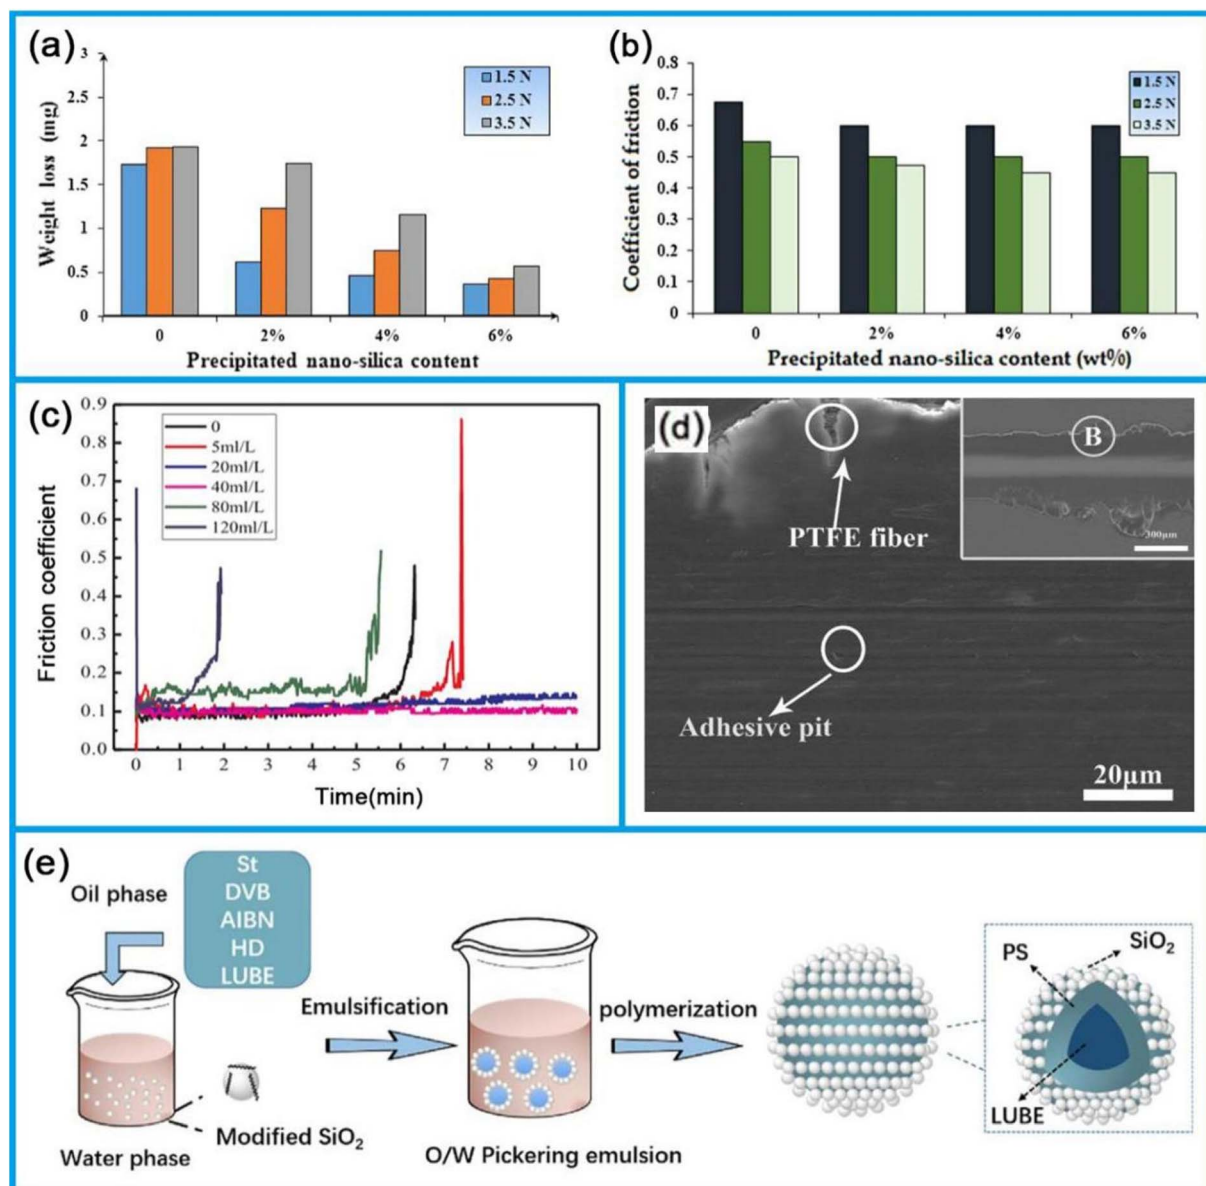 (a)
3
2.5
2
1.5
1
0.5
0
Weight loss (mg)
1.5 N
2.5 N
3.5 N
0 2% 4% 6%
Precipitated nano-silica content
(b)
0.8
0.7
0.6
0.5
0.4
0.3
0.2
0.1
0
Coefficient of friction
1.5 N
2.5 N
3.5 N
0 2% 4% 6%
Precipitated nano-silica content (wt%)
(c)
0.9
0.8
0.7
0.6
0.5
0.4
0.3
0.2
0.1
0.0
Friction coefficient
0
5ml/L
20ml/L
40ml/L
80ml/L
120ml/L
0 1 2 3 4 5 6 7 8 9 10
Time(min)
(d)
B
300μm
PTFE fiber
Adhesive pit
20μm
(e)
Oil phase
St
DVB
AIBN
HD
LUBE
Modified SiO₂
Water phase
Emulsification
O/W Pickering emulsion
polymerization
PS
SiO₂
LUBE